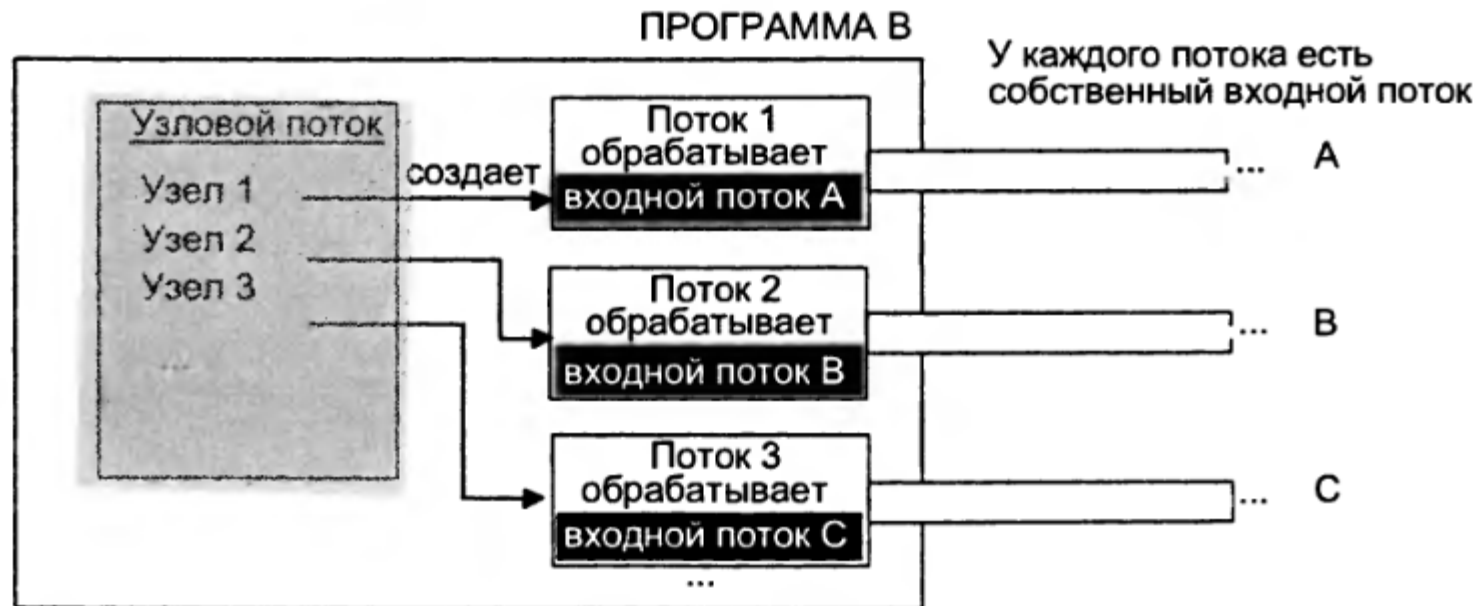 ПРОГРАММА В
У каждого потока есть
собственный входной поток
Узловой поток
Узел 1
Узел 2
Узел 3
...
создает
Поток 1
обрабатывает
входной поток А
... А
Поток 2
обрабатывает
входной поток В
... В
Поток 3
обрабатывает
входной поток С
... С
...